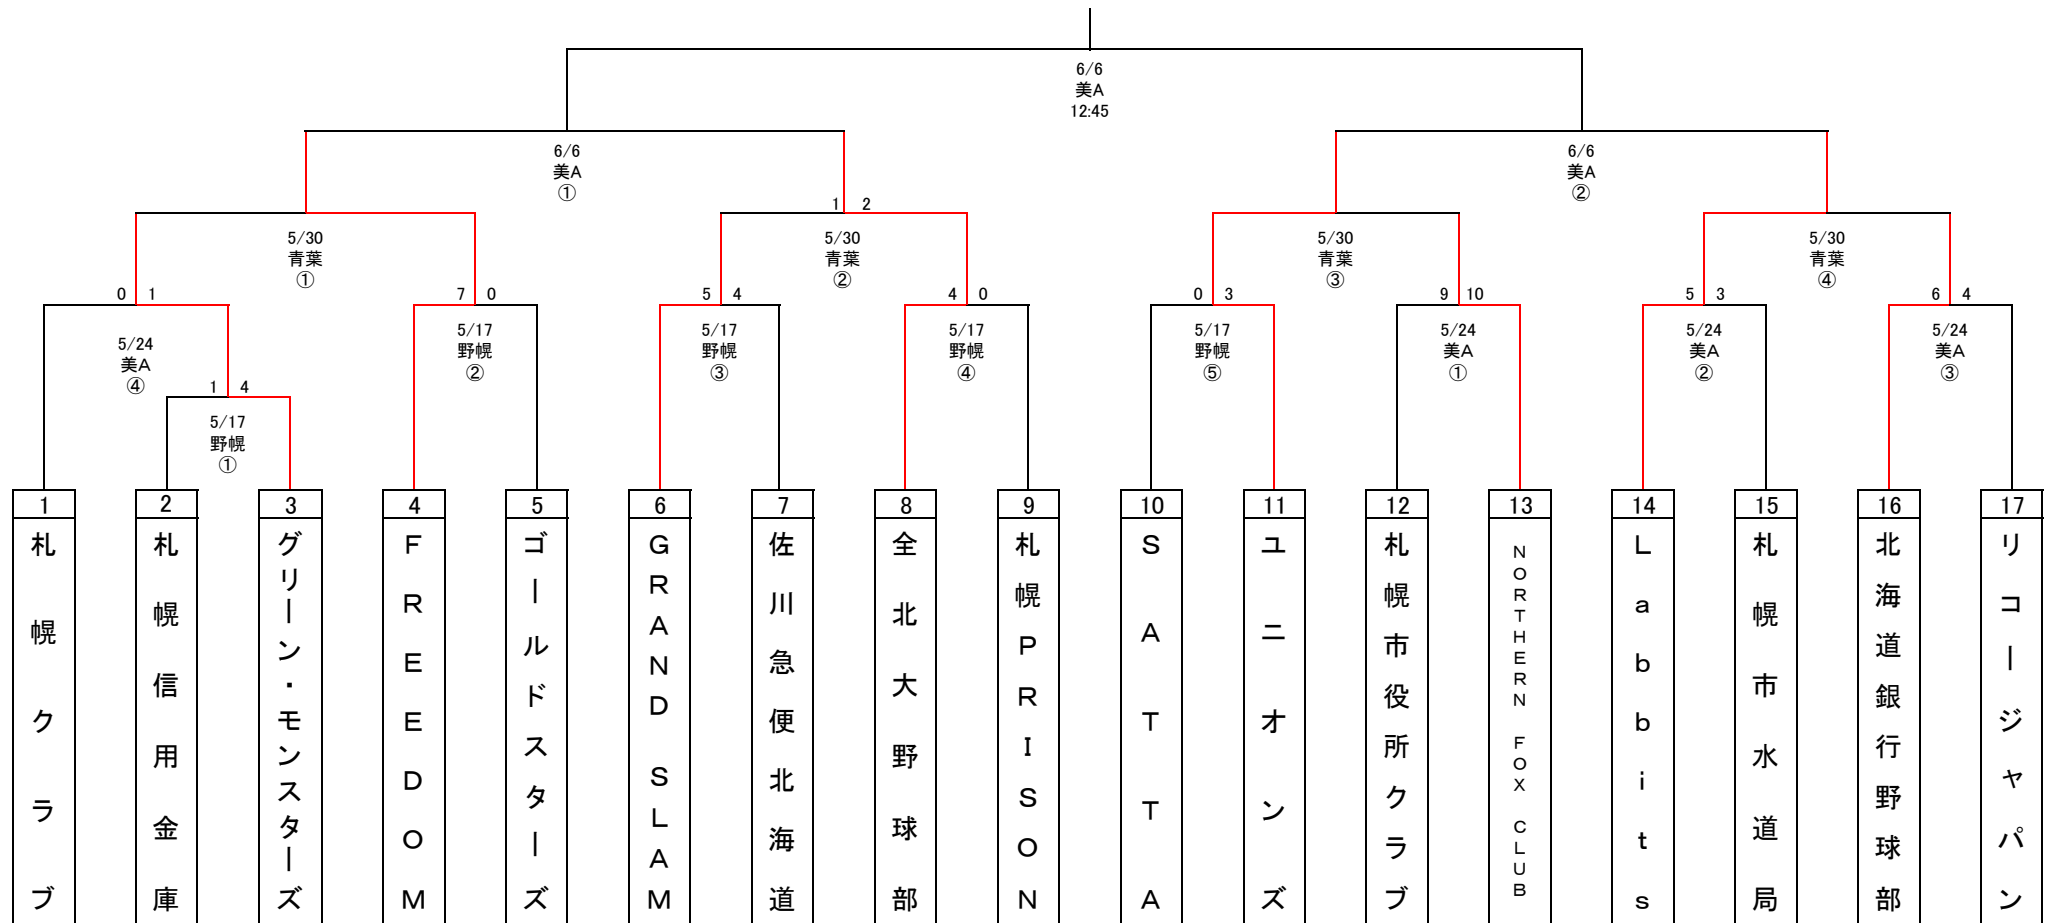 6/6
美A
12:45
6/6
美A
①
6/6
美A
②
1 2
5/30
青葉
①
5/30
青葉
②
5/30
青葉
③
5/30
青葉
④
0 1
7 0
5 4
4 0
0 3
9 10
5 3
6 4
5/24
美A
④
5/17
野幌
②
5/17
野幌
③
5/17
野幌
④
5/17
野幌
⑤
5/24
美A
①
5/24
美A
②
5/24
美A
③
1 4
5/17
野幌
①
1
札幌クラブ
2
札幌信用金庫
3
グリーン・モンスターズ
4
ＦＲＥＥＤＯＭ
5
ゴールドスターズ
6
ＧＲＡＮＤ ＳＬＡＭ
7
佐川急便北海道
8
全北大野球部
9
札幌ＰＲＩＳＯＮ
10
ＳＡＴＴＡ
11
ユニオンズ
12
札幌市役所クラブ
13
ＮＯＲＴＨＥＲＮ ＦＯＸ ＣＬＵＢ
14
Ｌａｂｂｉｔｓ
15
札幌市水道局
16
北海道銀行野球部
17
リコージャパン